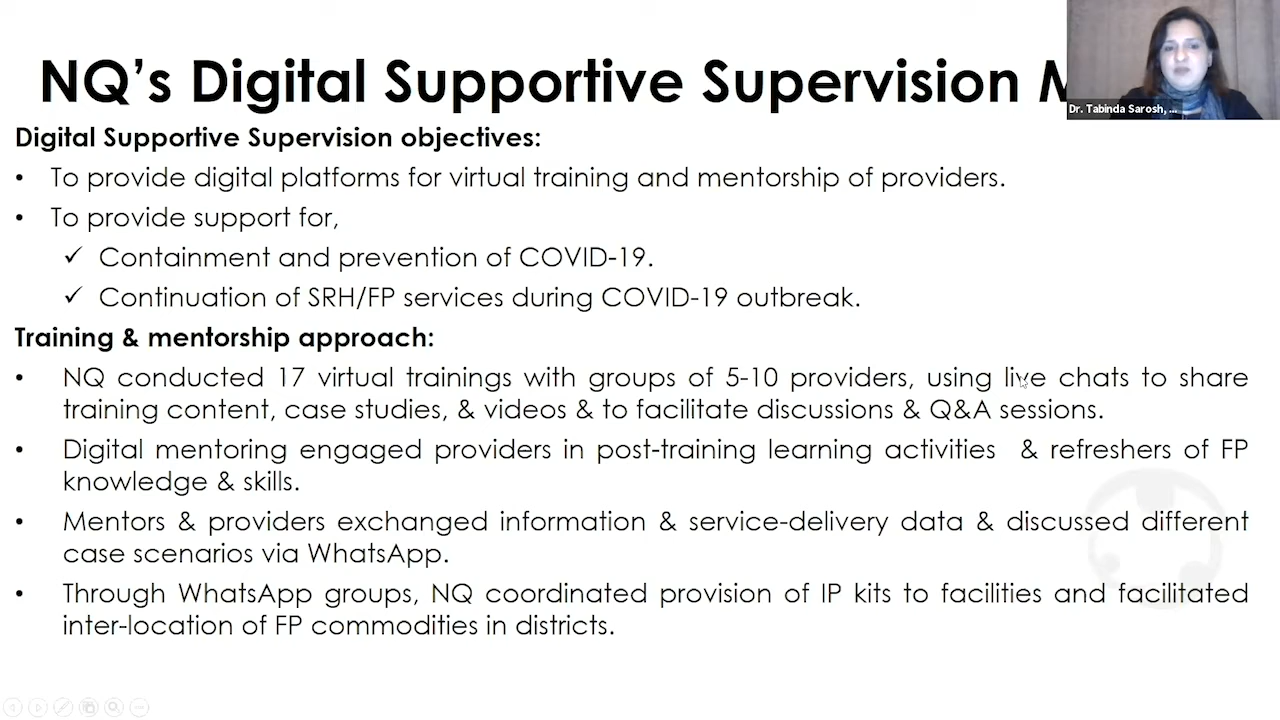 NQ's Digital Supportive Supervision M
Dr. Tabinda Sarosh, ...
Digital Supportive Supervision objectives:
• To provide digital platforms for virtual training and mentorship of providers.
• To provide support for,
✓ Containment and prevention of COVID-19.
✓ Continuation of SRH/FP services during COVID-19 outbreak.
Training & mentorship approach:
• NQ conducted 17 virtual trainings with groups of 5-10 providers, using live chats to share
training content, case studies, & videos & to facilitate discussions & Q&A sessions.
• Digital mentoring engaged providers in post-training learning activities & refreshers of FP
knowledge & skills.
• Mentors & providers exchanged information & service-delivery data & discussed different
case scenarios via WhatsApp.
• Through WhatsApp groups, NQ coordinated provision of IP kits to facilities and facilitated
inter-location of FP commodities in districts.